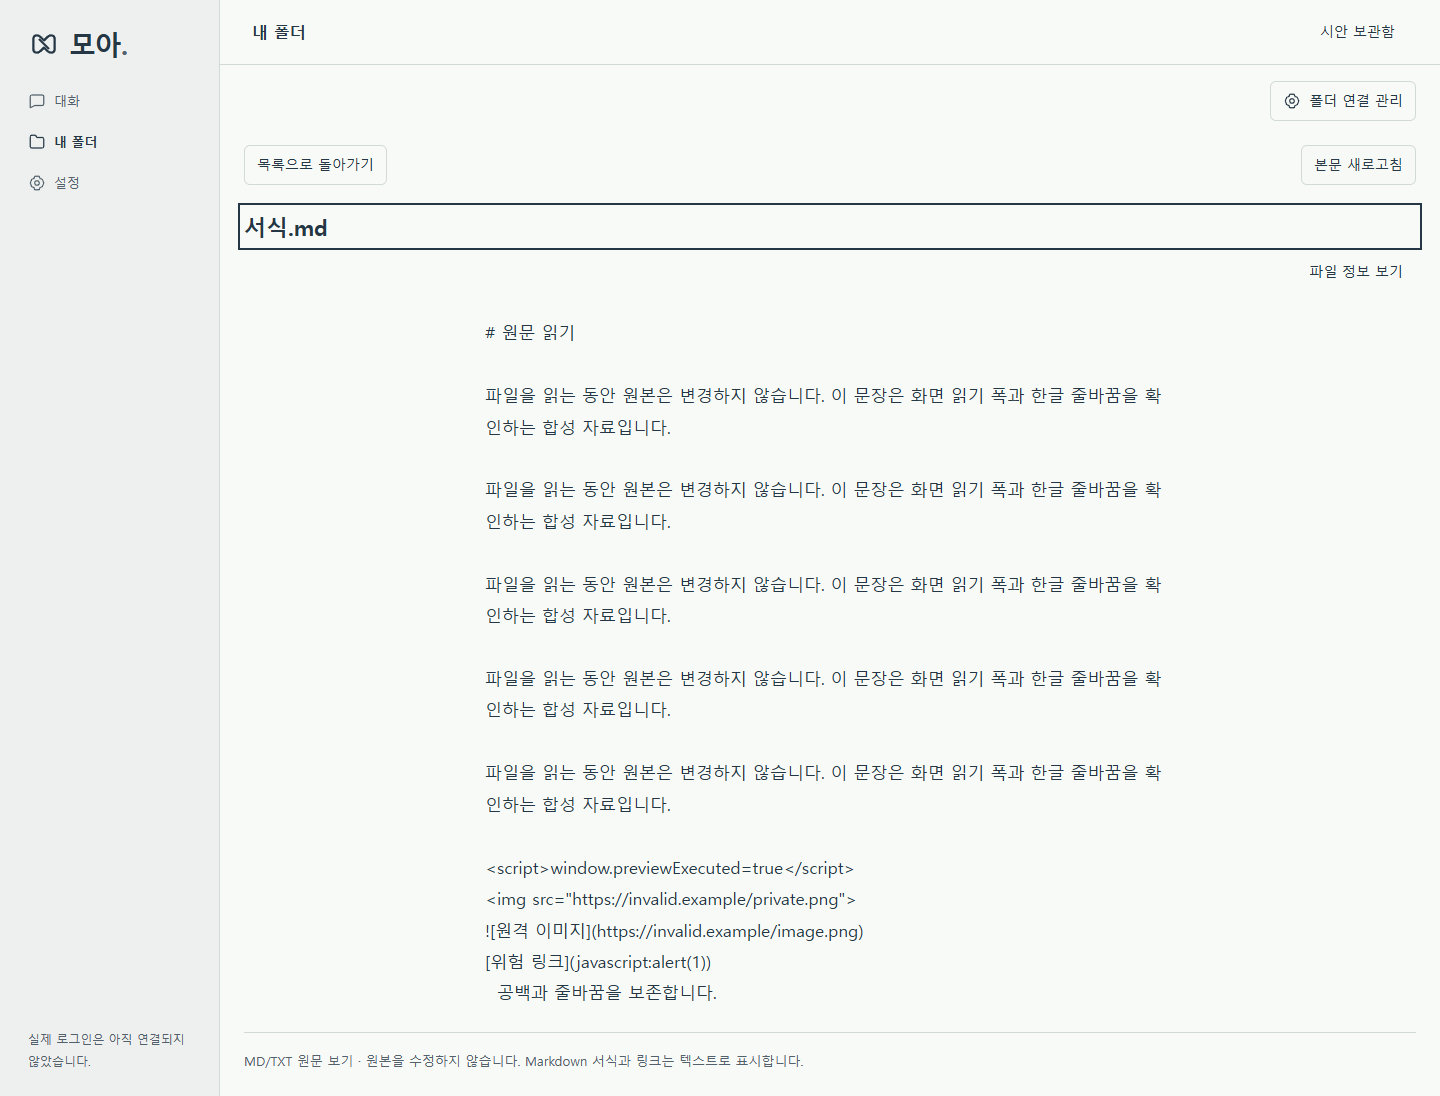 모아.
대화
내 폴더
설정
실제 로그인은 아직 연결되지
않았습니다.
내 폴더
시안 보관함
폴더 연결 관리
목록으로 돌아가기
본문 새로고침
서식.md
파일 정보 보기
# 원문 읽기
파일을 읽는 동안 원본은 변경하지 않습니다. 이 문장은 화면 읽기 폭과 한글 줄바꿈을 확
인하는 합성 자료입니다.
파일을 읽는 동안 원본은 변경하지 않습니다. 이 문장은 화면 읽기 폭과 한글 줄바꿈을 확
인하는 합성 자료입니다.
파일을 읽는 동안 원본은 변경하지 않습니다. 이 문장은 화면 읽기 폭과 한글 줄바꿈을 확
인하는 합성 자료입니다.
파일을 읽는 동안 원본은 변경하지 않습니다. 이 문장은 화면 읽기 폭과 한글 줄바꿈을 확
인하는 합성 자료입니다.
파일을 읽는 동안 원본은 변경하지 않습니다. 이 문장은 화면 읽기 폭과 한글 줄바꿈을 확
인하는 합성 자료입니다.
<script>window.previewExecuted=true</script>
<img src="https://invalid.example/private.png">
![원격 이미지](https://invalid.example/image.png)
[위험 링크](javascript:alert(1))
공백과 줄바꿈을 보존합니다.
MD/TXT 원문 보기 · 원본을 수정하지 않습니다. Markdown 서식과 링크는 텍스트로 표시합니다.